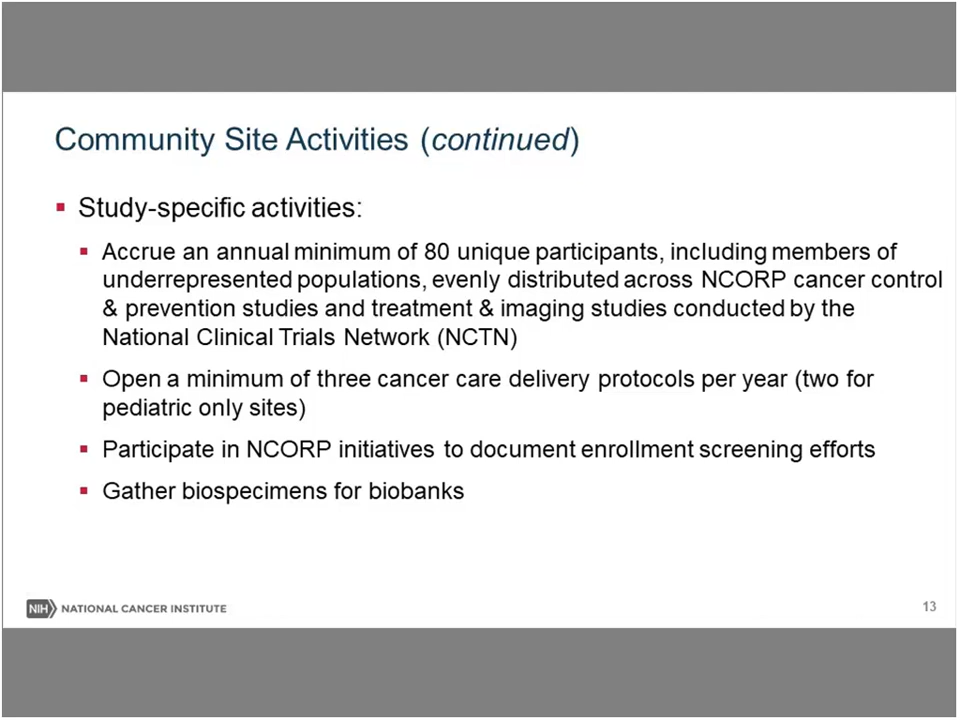 Community Site Activities (continued)
▪ Study-specific activities:
▪ Accrue an annual minimum of 80 unique participants, including members of
underrepresented populations, evenly distributed across NCORP cancer control
& prevention studies and treatment & imaging studies conducted by the
National Clinical Trials Network (NCTN)
▪ Open a minimum of three cancer care delivery protocols per year (two for
pediatric only sites)
▪ Participate in NCORP initiatives to document enrollment screening efforts
▪ Gather biospecimens for biobanks
NIH NATIONAL CANCER INSTITUTE
13